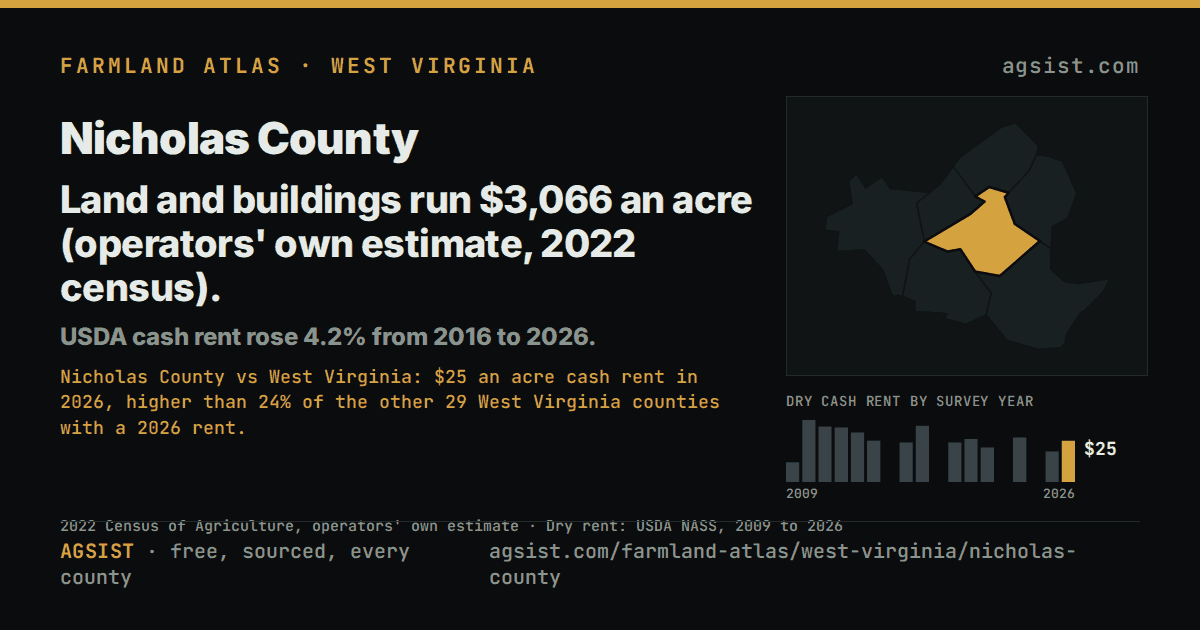 FARMLAND ATLAS · WEST VIRGINIA
agsist.com
Nicholas County
Land and buildings run $3,066 an acre
(operators' own estimate, 2022
census).
USDA cash rent rose 4.2% from 2016 to 2026.
Nicholas County vs West Virginia: $25 an acre cash rent in
2026, higher than 24% of the other 29 West Virginia counties
with a 2026 rent.
DRY CASH RENT BY SURVEY YEAR
$25
2009
2026
2022 Census of Agriculture, operators' own estimate · Dry rent: USDA NASS, 2009 to 2026
AGSIST · free, sourced, every
county
agsist.com/farmland-atlas/west-virginia/nicholas-
county